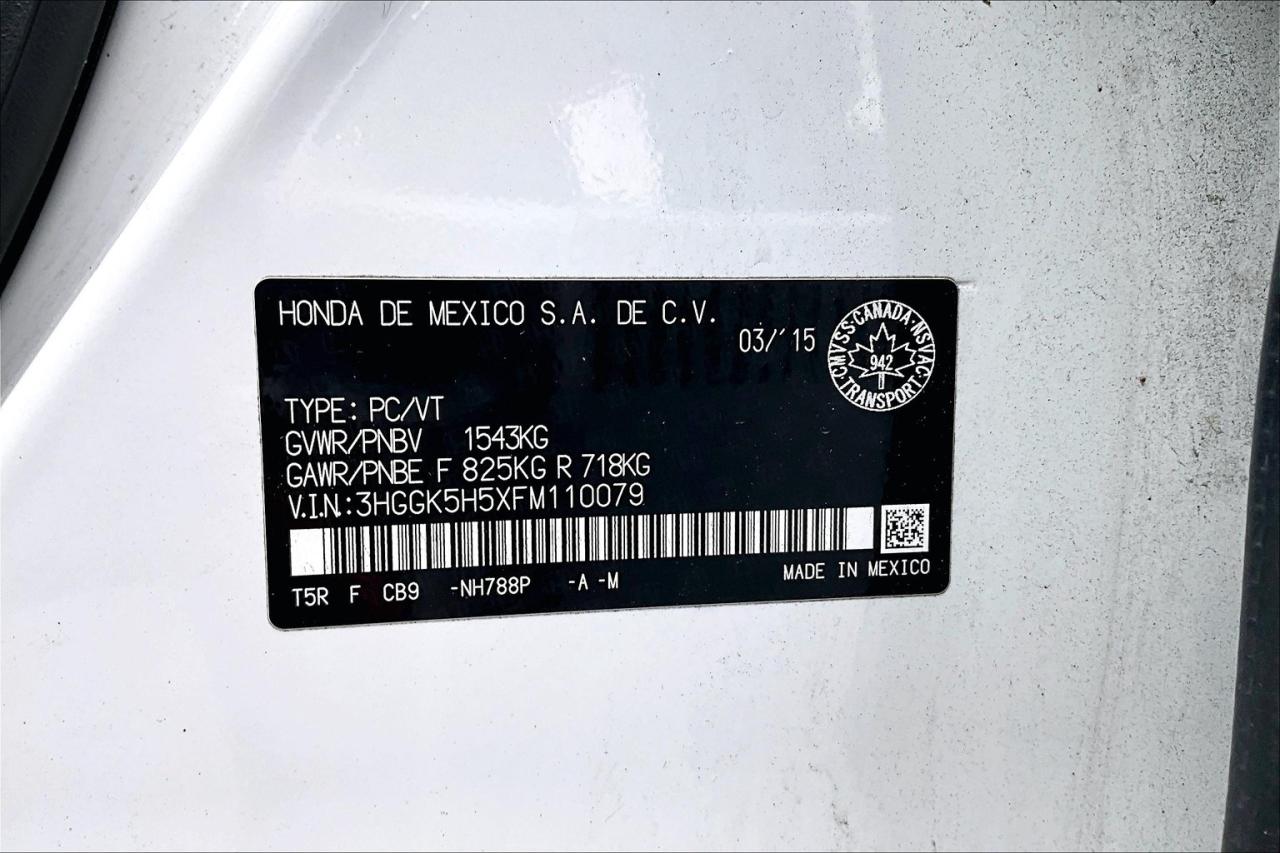 HONDA DE MEXICO S.A. DE C.V.
03/'15
CMVSS·CANADA·NSVAC·TRANSPORT·
942
TYPE: PC/VT
GVWR/PNBV 1543KG
GAWR/PNBE F 825KG R 718KG
V.I.N.:3HGGK5H5XFM110079
T5R F CB9 -NH788P -A -M
MADE IN MEXICO